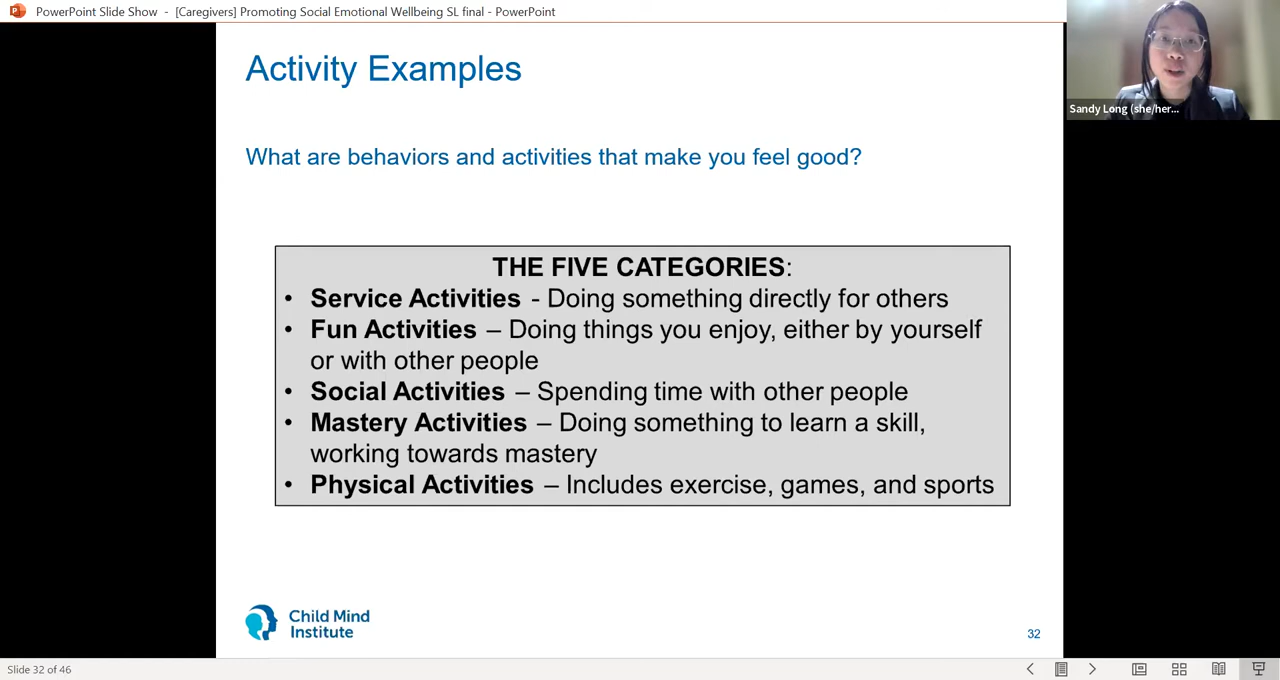 PowerPoint Slide Show - [Caregivers] Promoting Social Emotional Wellbeing SL final - PowerPoint
Sandy Long (she/her...
Activity Examples
What are behaviors and activities that make you feel good?
THE FIVE CATEGORIES:
• Service Activities - Doing something directly for others
• Fun Activities – Doing things you enjoy, either by yourself
or with other people
• Social Activities – Spending time with other people
• Mastery Activities – Doing something to learn a skill,
working towards mastery
• Physical Activities – Includes exercise, games, and sports
Child Mind
Institute
32
Slide 32 of 46